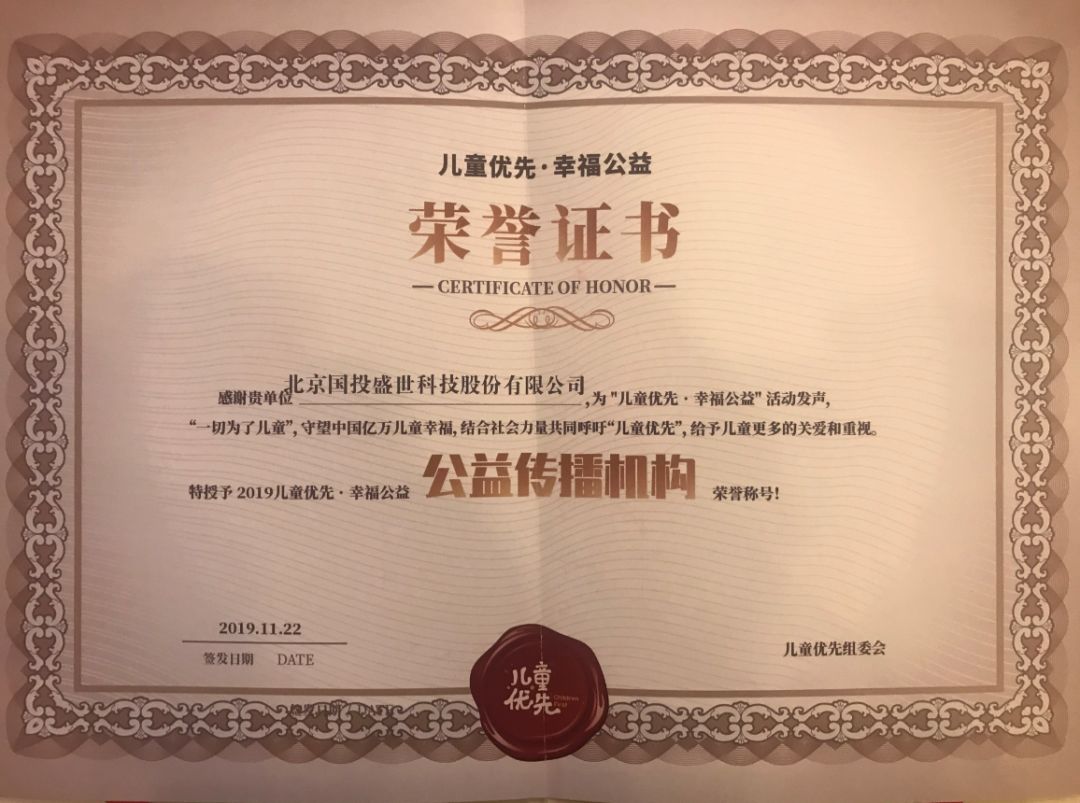 儿童优先·幸福公益
荣誉证书
CERTIFICATE OF HONOR
感谢贵单位 北京国投盛世科技股份有限公司 ,为 "儿童优先·幸福公益" 活动发声,
“一切为了儿童”, 守望中国亿万儿童幸福, 结合社会力量共同呼吁“儿童优先”, 给予儿童更多的关爱和重视。
特授予 2019儿童优先·幸福公益 公益传播机构 荣誉称号!
2019.11.22
签发日期 DATE
儿童优先组委会
签发日期 DATE
儿童
优先 Children First